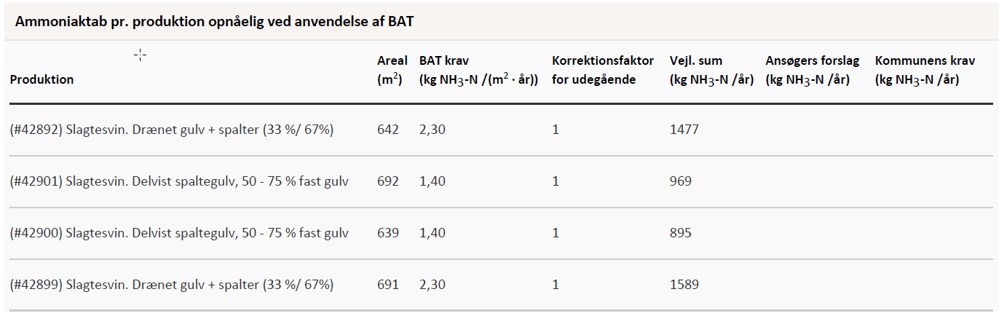 Ammoniaktab pr. produktion opnåelig ved anvendelse af BAT
Areal BAT krav Korrektionsfaktor Vejl. sum Ansøgers forslag Kommunens krav
Produktion (m²) (kg NH3-N /(m² · år)) for udegående (kg NH3-N /år) (kg NH3-N /år) (kg NH3-N /år)
(#42892) Slagtesvin. Drænet gulv + spalter (33 %/ 67%) 642 2,30 1 1477
(#42901) Slagtesvin. Delvist spaltegulv, 50 - 75 % fast gulv 692 1,40 1 969
(#42900) Slagtesvin. Delvist spaltegulv, 50 - 75 % fast gulv 639 1,40 1 895
(#42899) Slagtesvin. Drænet gulv + spalter (33 %/ 67%) 691 2,30 1 1589